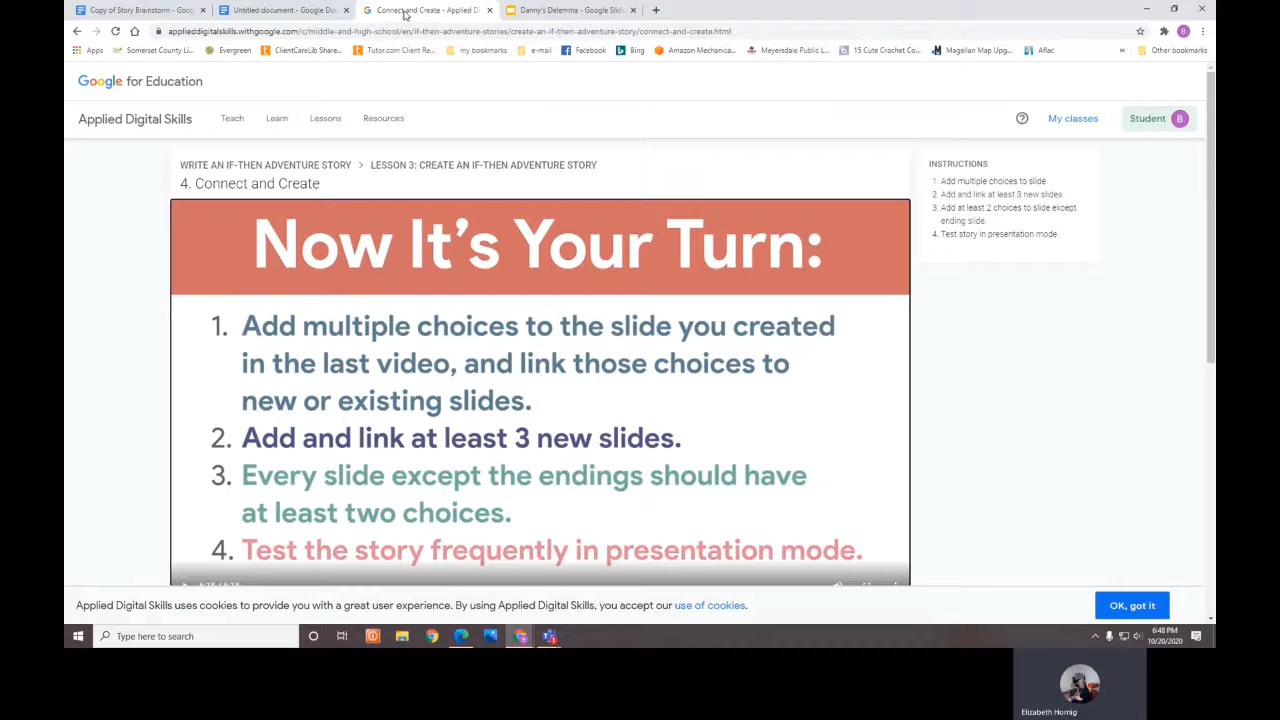 Copy of Story Brainstorm - Goog
Untitled document - Google Doc
Connect and Create - Applied Di
Danny's Delemma - Google Slide
applieddigitalskills.withgoogle.com/c/middle-and-high-school/en/if-then-adventure-stories/create-an-if-then-adventure-story/connect-and-create.html
B
Apps
Somerset County Li...
Evergreen
ClientCareLib Share...
Tutor.com Client Re...
my bookmarks
e-mail
Facebook
Bing
Amazon Mechanica...
Meyersdale Public L...
15 Cute Crochet Co...
Magellan Map Upg...
Aflac
Other bookmarks
Google for Education
Applied Digital Skills
Teach
Learn
Lessons
Resources
My classes
Student B
WRITE AN IF-THEN ADVENTURE STORY > LESSON 3: CREATE AN IF-THEN ADVENTURE STORY
4. Connect and Create
Now It's Your Turn:
1. Add multiple choices to the slide you created
in the last video, and link those choices to
new or existing slides.
2. Add and link at least 3 new slides.
3. Every slide except the endings should have
at least two choices.
4. Test the story frequently in presentation mode.
INSTRUCTIONS
1. Add multiple choices to slide.
2. Add and link at least 3 new slides.
3. Add at least 2 choices to slide except
ending slide.
4. Test story in presentation mode.
Applied Digital Skills uses cookies to provide you with a great user experience. By using Applied Digital Skills, you accept our use of cookies.
OK, got it
Type here to search
6:48 PM
10/20/2020
Elizabeth Hornig